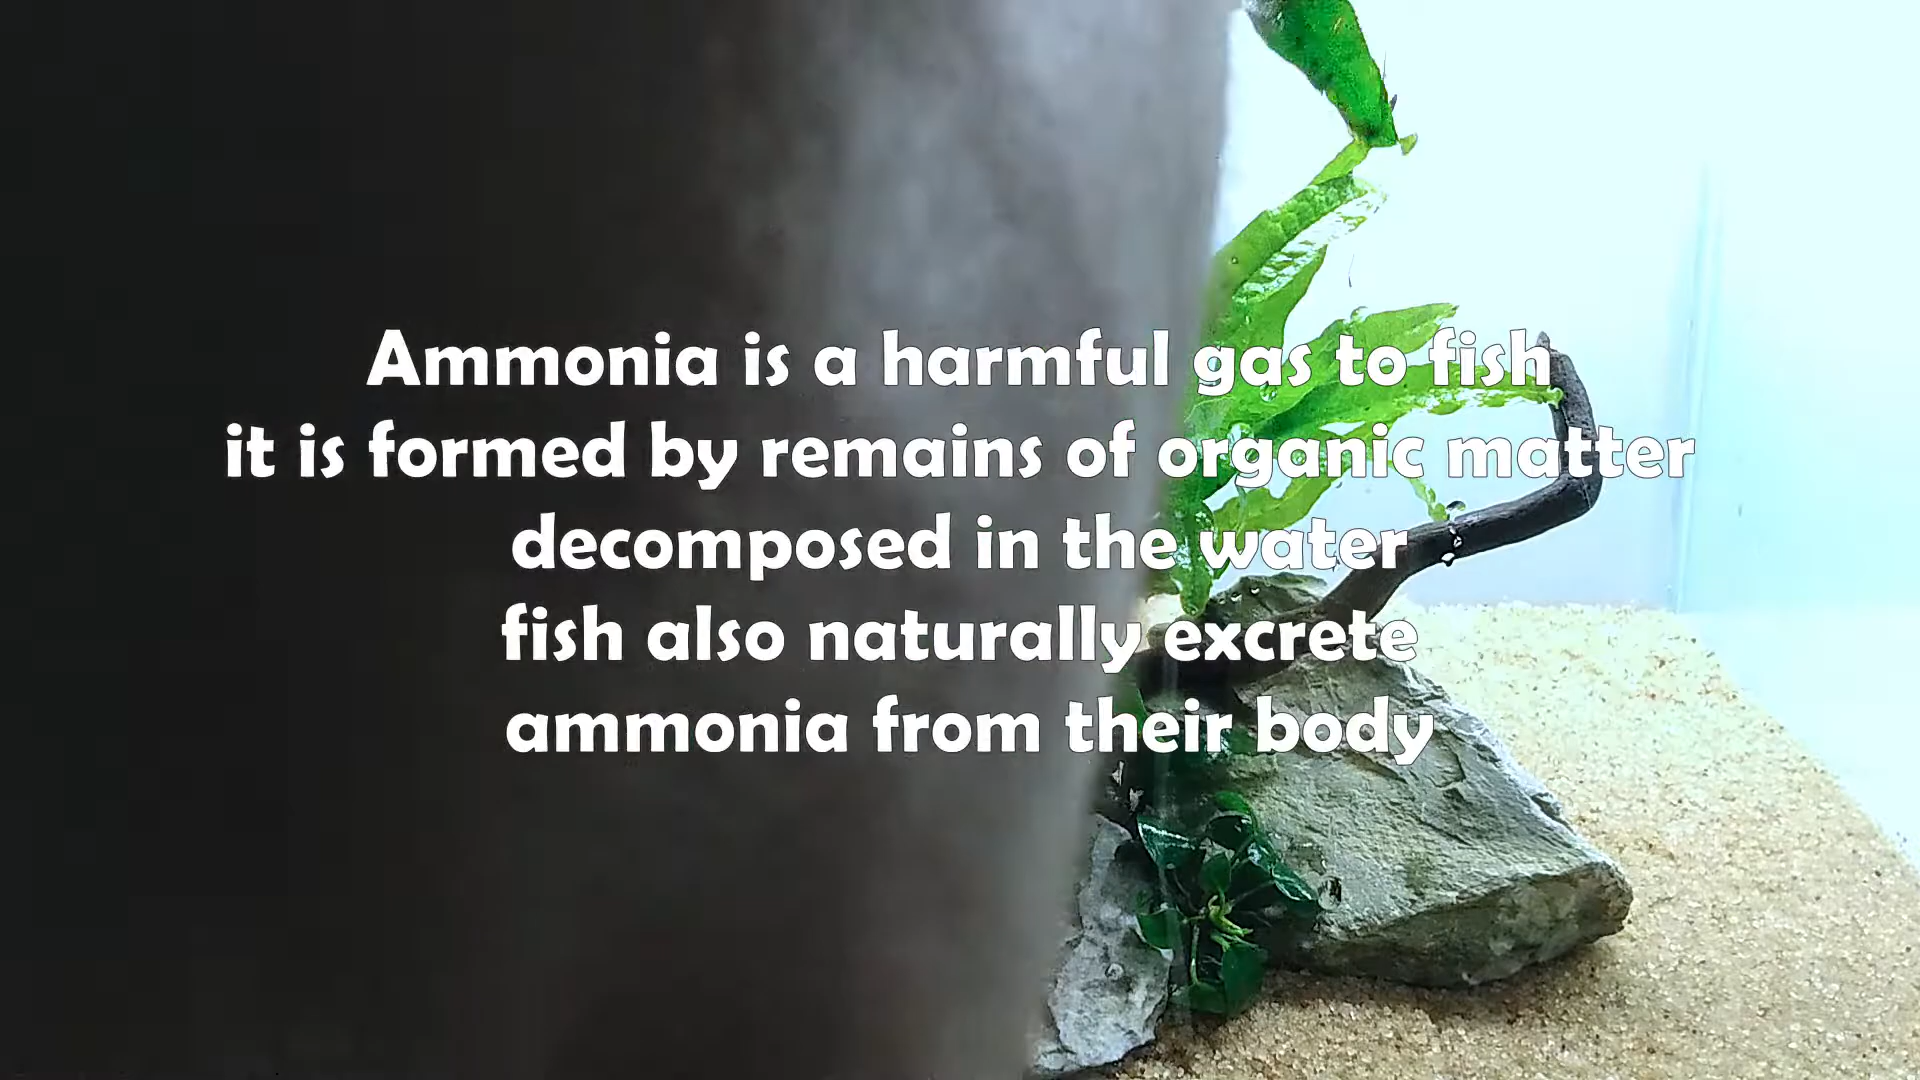 Ammonia is a harmful gas to fish
it is formed by remains of organic matter
decomposed in the water
fish also naturally excrete
ammonia from their body